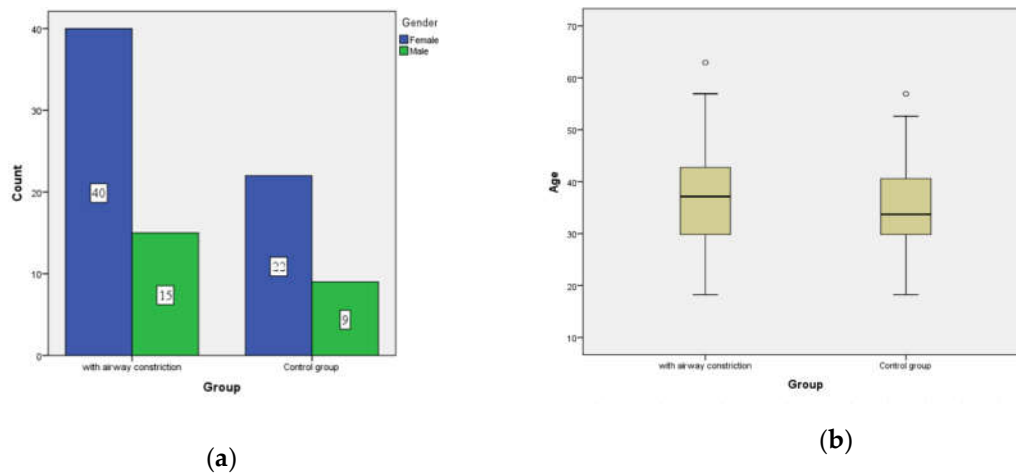 Gender
Female
Male
40
30
20
10
0
Count
40
15
22
9
with airway constriction
Control group
Group
(a)
70
60
50
40
30
20
10
Age
with airway constriction
Control group
Group
(b)